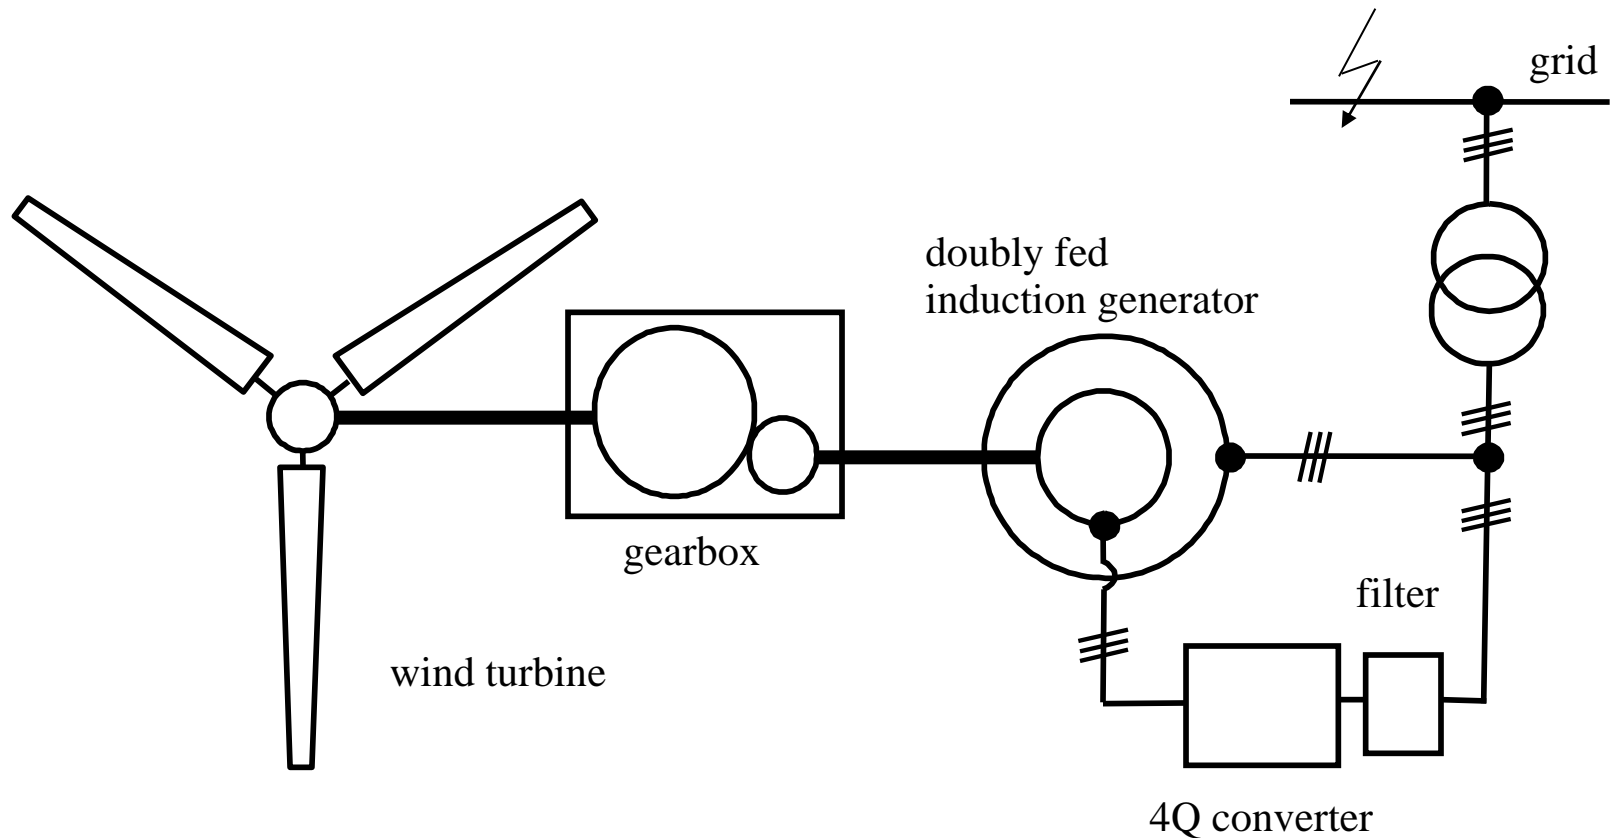 grid
doubly fed
induction generator
gearbox
filter
wind turbine
4Q converter